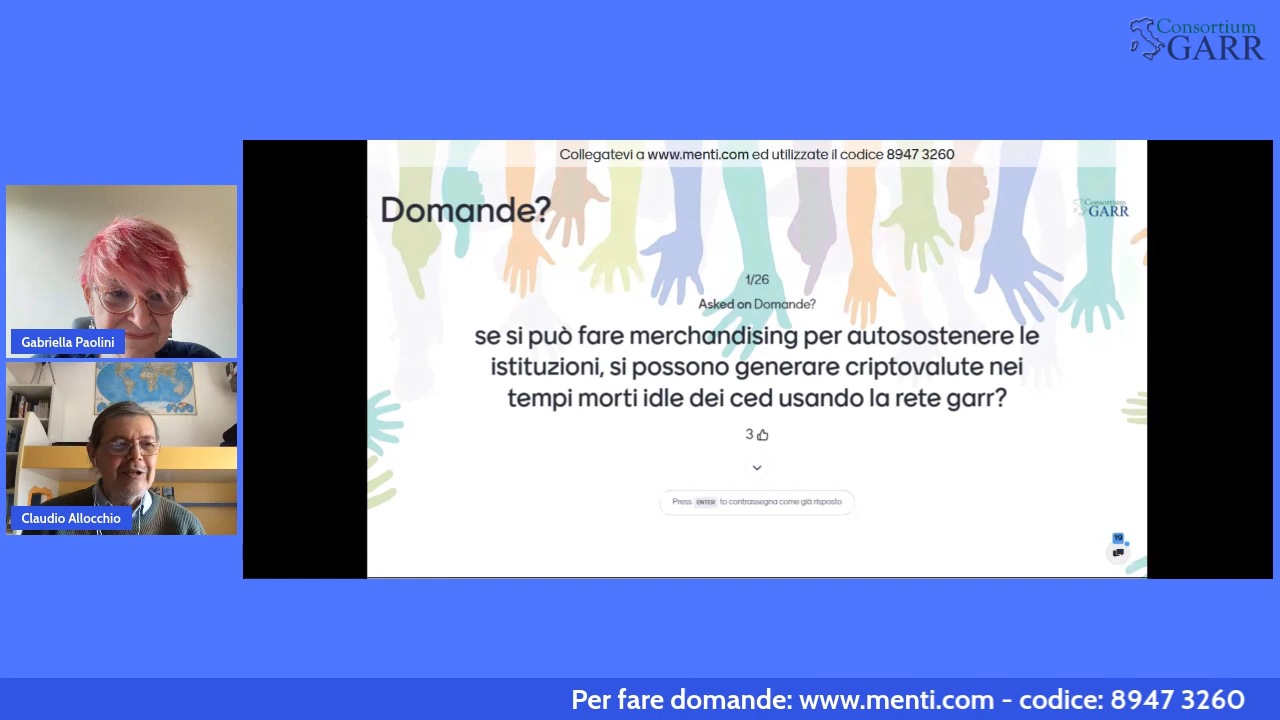 Consortium
GARR
Collegatevi a www.menti.com ed utilizzate il codice 8947 3260
Domande?
Consortium
GARR
1/26
Asked on Domande?
se si può fare merchandising per autosostenere le
istituzioni, si possono generare criptovalute nei
tempi morti idle dei ced usando la rete garr?
3
Press ENTER to contrassegna come già risposto
19
Gabriella Paolini
Claudio Allocchio
Per fare domande: www.menti.com - codice: 8947 3260